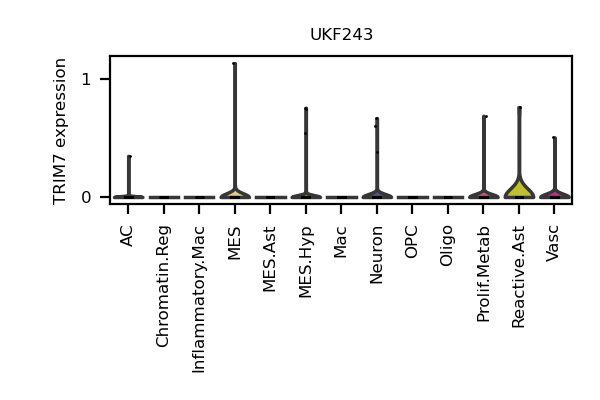 UKF243
TRIM7 expression
1
0
AC
Chromatin.Reg
Inflammatory.Mac
MES
MES.Ast
MES.Hyp
Mac
Neuron
OPC
Oligo
Prolif.Metab
Reactive.Ast
Vasc